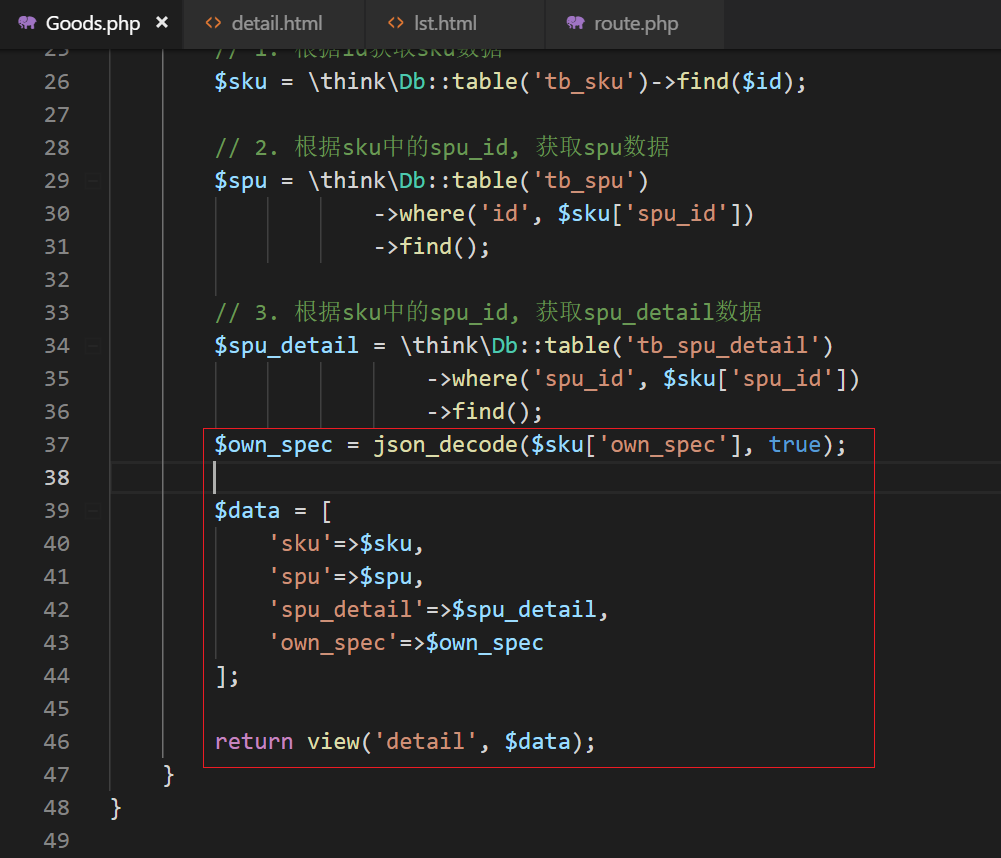 Goods.php × detail.html lst.html route.php
25 // 1. 根据id获取sku数据
26 $sku = \think\Db::table('tb_sku')->find($id);
27
28 // 2. 根据sku中的spu_id, 获取spu数据
29 $spu = \think\Db::table('tb_spu')
30 ->where('id', $sku['spu_id'])
31 ->find();
32
33 // 3. 根据sku中的spu_id, 获取spu_detail数据
34 $spu_detail = \think\Db::table('tb_spu_detail')
35 ->where('spu_id', $sku['spu_id'])
36 ->find();
37 $own_spec = json_decode($sku['own_spec'], true);
38
39 $data = [
40 'sku'=>$sku,
41 'spu'=>$spu,
42 'spu_detail'=>$spu_detail,
43 'own_spec'=>$own_spec
44 ];
45
46 return view('detail', $data);
47 }
48 }
49